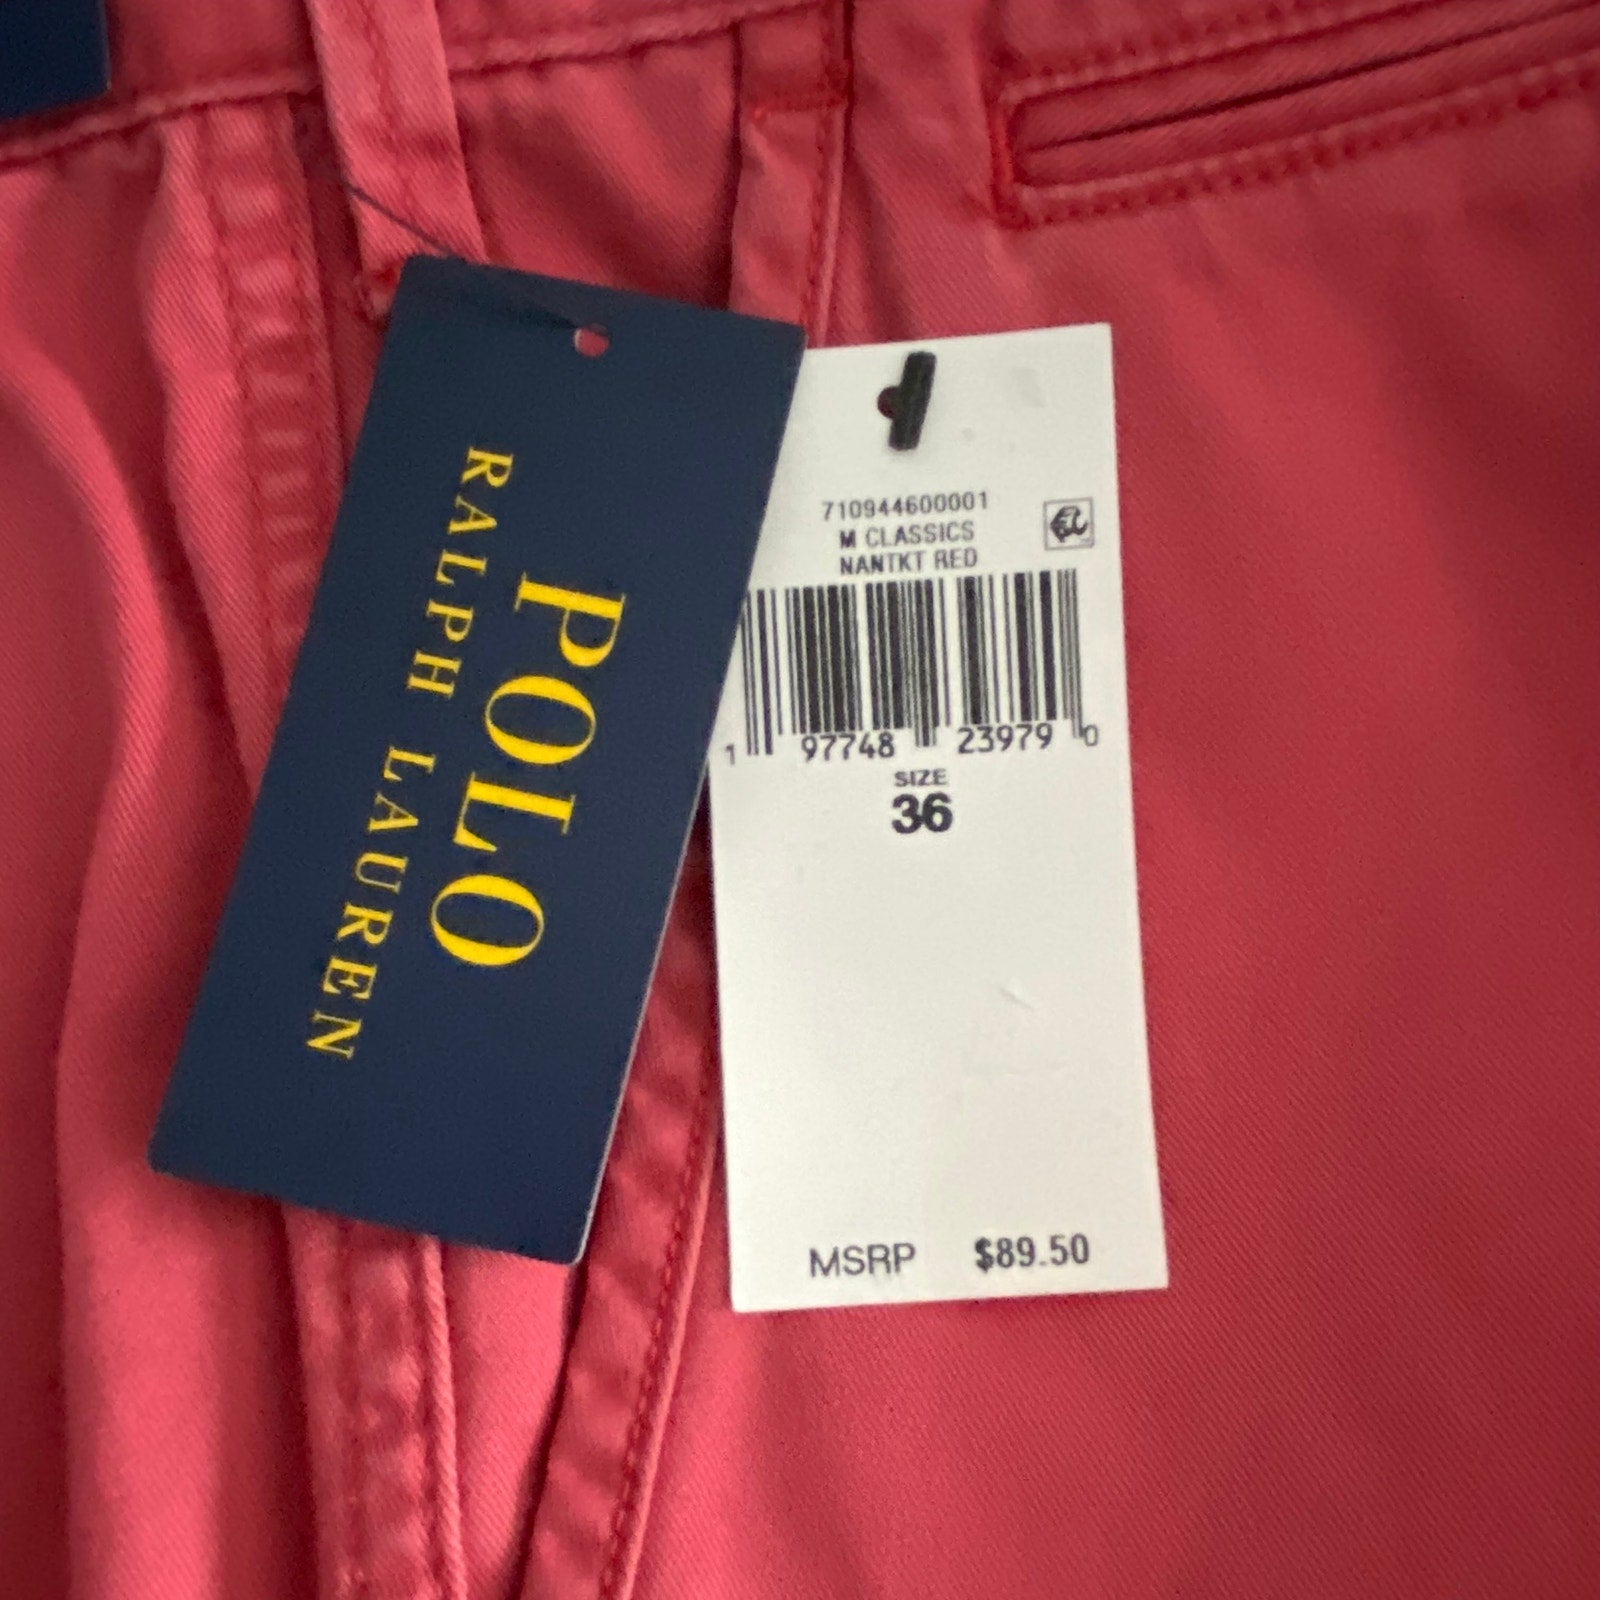 POLO
RALPH LAUREN
710944600001
M CLASSICS
NANTKT RED
1 97748 23979 0
SIZE
36
MSRP $89.50